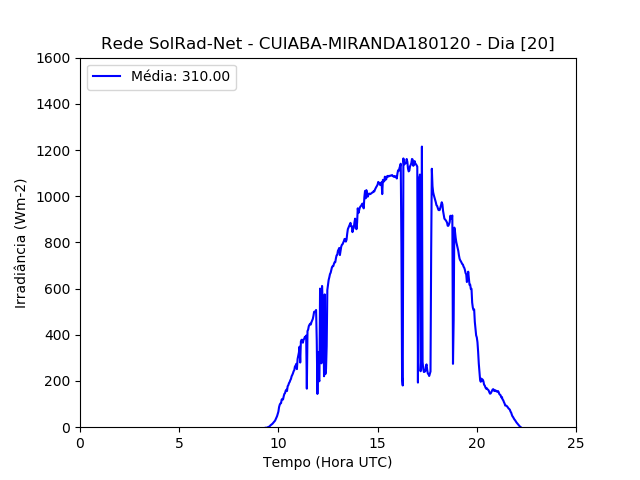 Rede SolRad-Net - CUIABA-MIRANDA180120 - Dia [20]
Média: 310.00
Irradiância (Wm-2)
1600
1400
1200
1000
800
600
400
200
0
0 5 10 15 20 25
Tempo (Hora UTC)